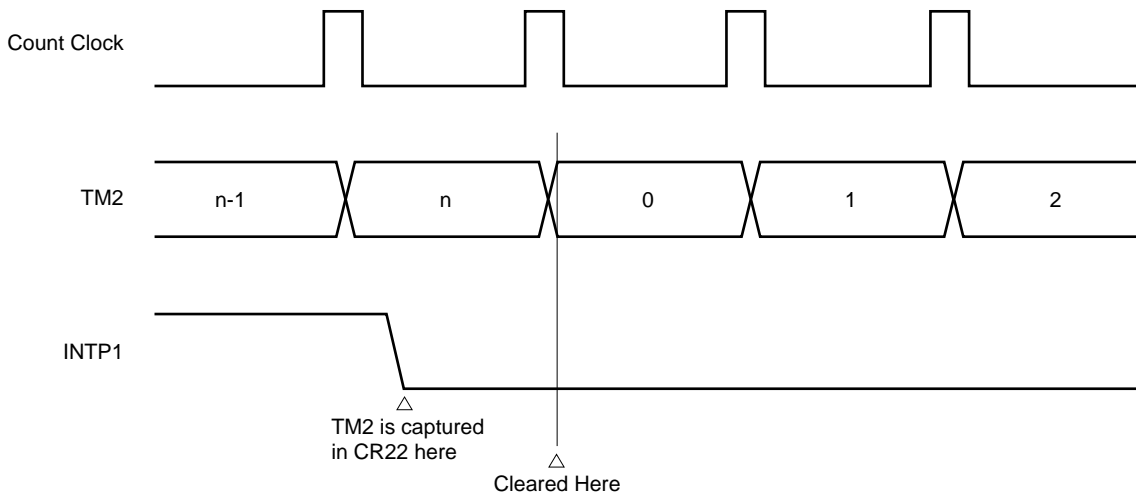 Count Clock
TM2
n-1
n
0
1
2
INTP1
TM2 is captured
in CR22 here
Cleared Here